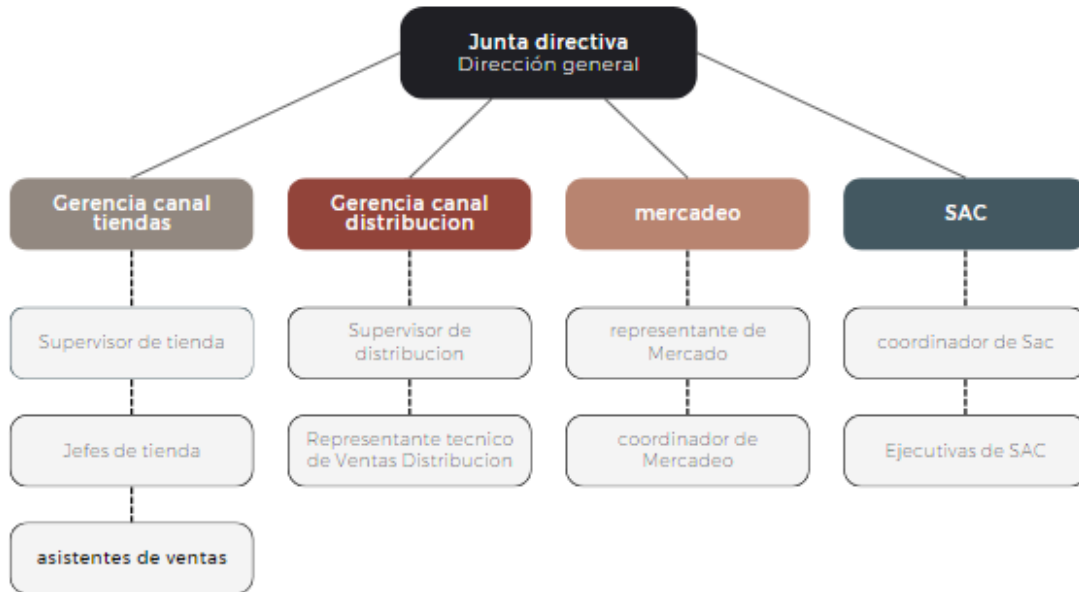 Junta directiva
Dirección general
Gerencia canal
tiendas
Gerencia canal
distribucion
mercadeo
SAC
Supervisor de tienda
Supervisor de
distribucion
representante de
Mercado
coordinador de Sac
Jefes de tienda
Representante tecnico
de Ventas Distribucion
coordinador de
Mercadeo
Ejecutivas de SAC
asistentes de ventas